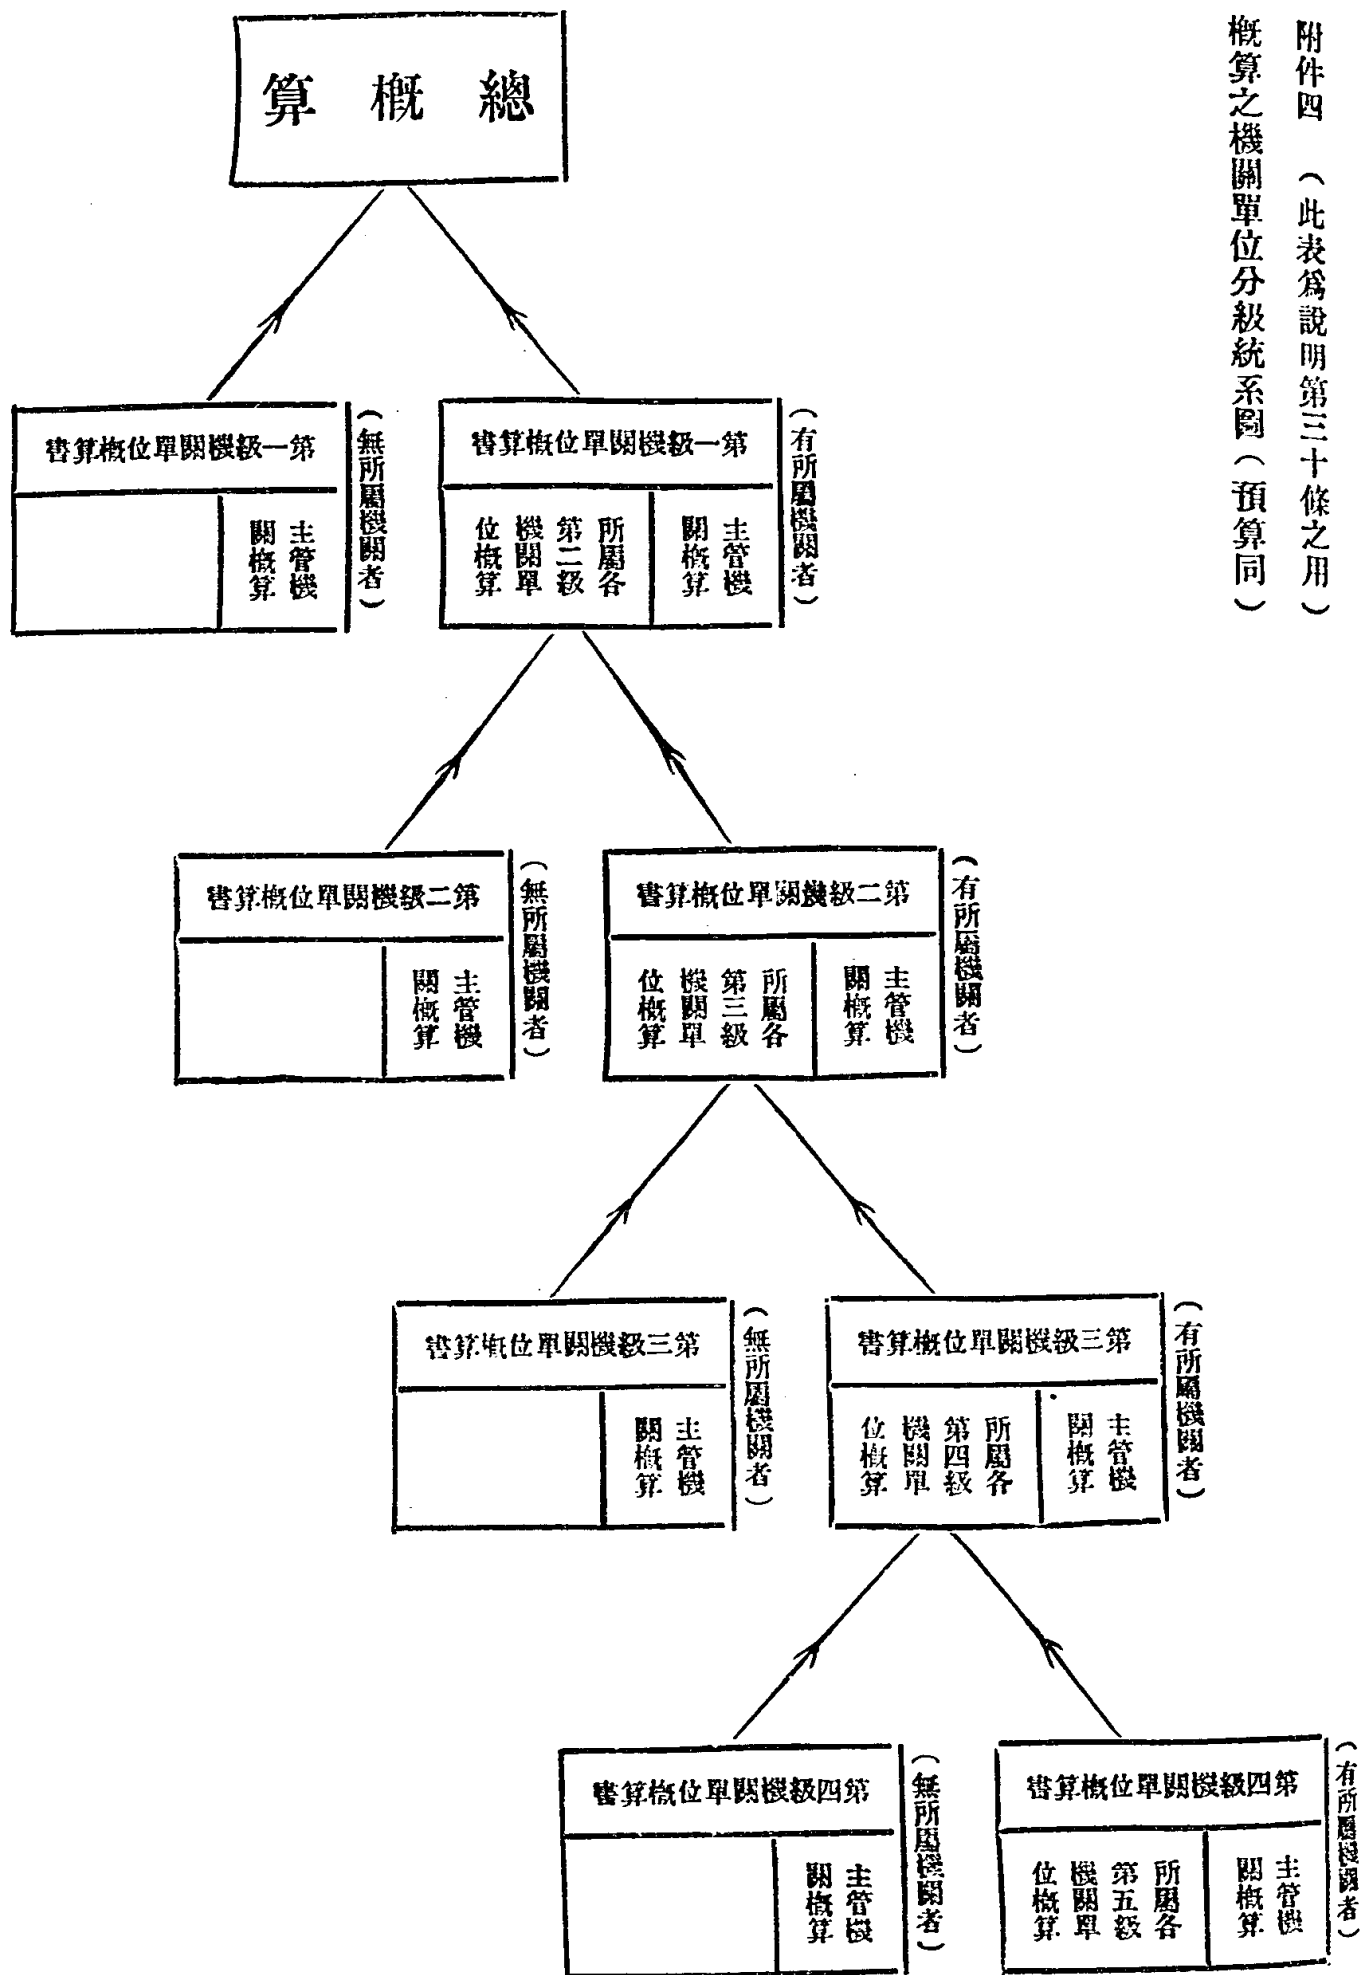 附件四　（此表爲說明第三十條之用）
概算之機關單位分級統系圖（預算同）
總概算
（有所屬機關者）
第一級機關單位概算書
主管機
關概算
所屬各
第二級
機關單
位概算
（無所屬機關者）
第一級機關單位概算書
主管機
關概算
（有所屬機關者）
第二級機關單位概算書
主管機
關概算
所屬各
第三級
機關單
位概算
（無所屬機關者）
第二級機關單位概算書
主管機
關概算
（有所屬機關者）
第三級機關單位概算書
主管機
關概算
所屬各
第四級
機關單
位概算
（無所屬機關者）
第三級機關單位概算書
主管機
關概算
（有所屬機關者）
第四級機關單位概算書
主管機
關概算
所屬各
第五級
機關單
位概算
（無所屬機關者）
第四級機關單位概算書
主管機
關概算